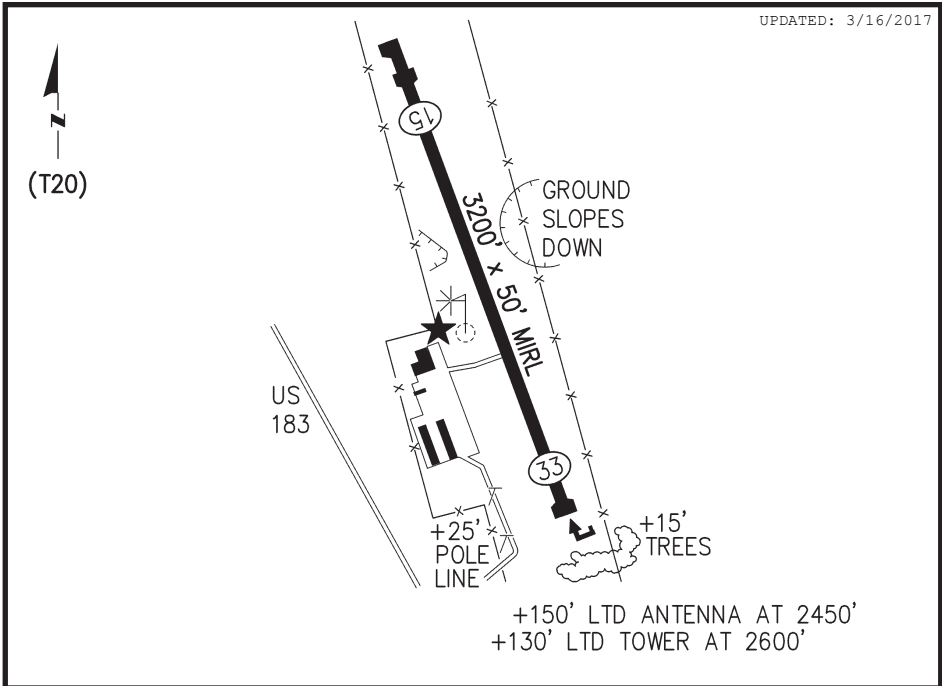 UPDATED: 3/16/2017
N
(T20)
15
GROUND
SLOPES
DOWN
3200' x 50' MIRL
US
183
33
+25'
POLE
LINE
+15'
TREES
+150' LTD ANTENNA AT 2450'
+130' LTD TOWER AT 2600'